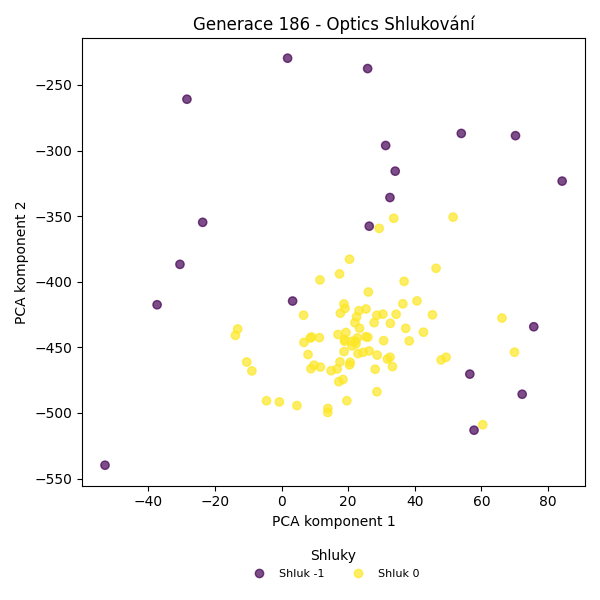 Generace 186 - Optics Shlukování
PCA komponent 2
−250
−300
−350
−400
−450
−500
−550
−40 −20 0 20 40 60 80
PCA komponent 1
Shluky
Shluk -1 Shluk 0